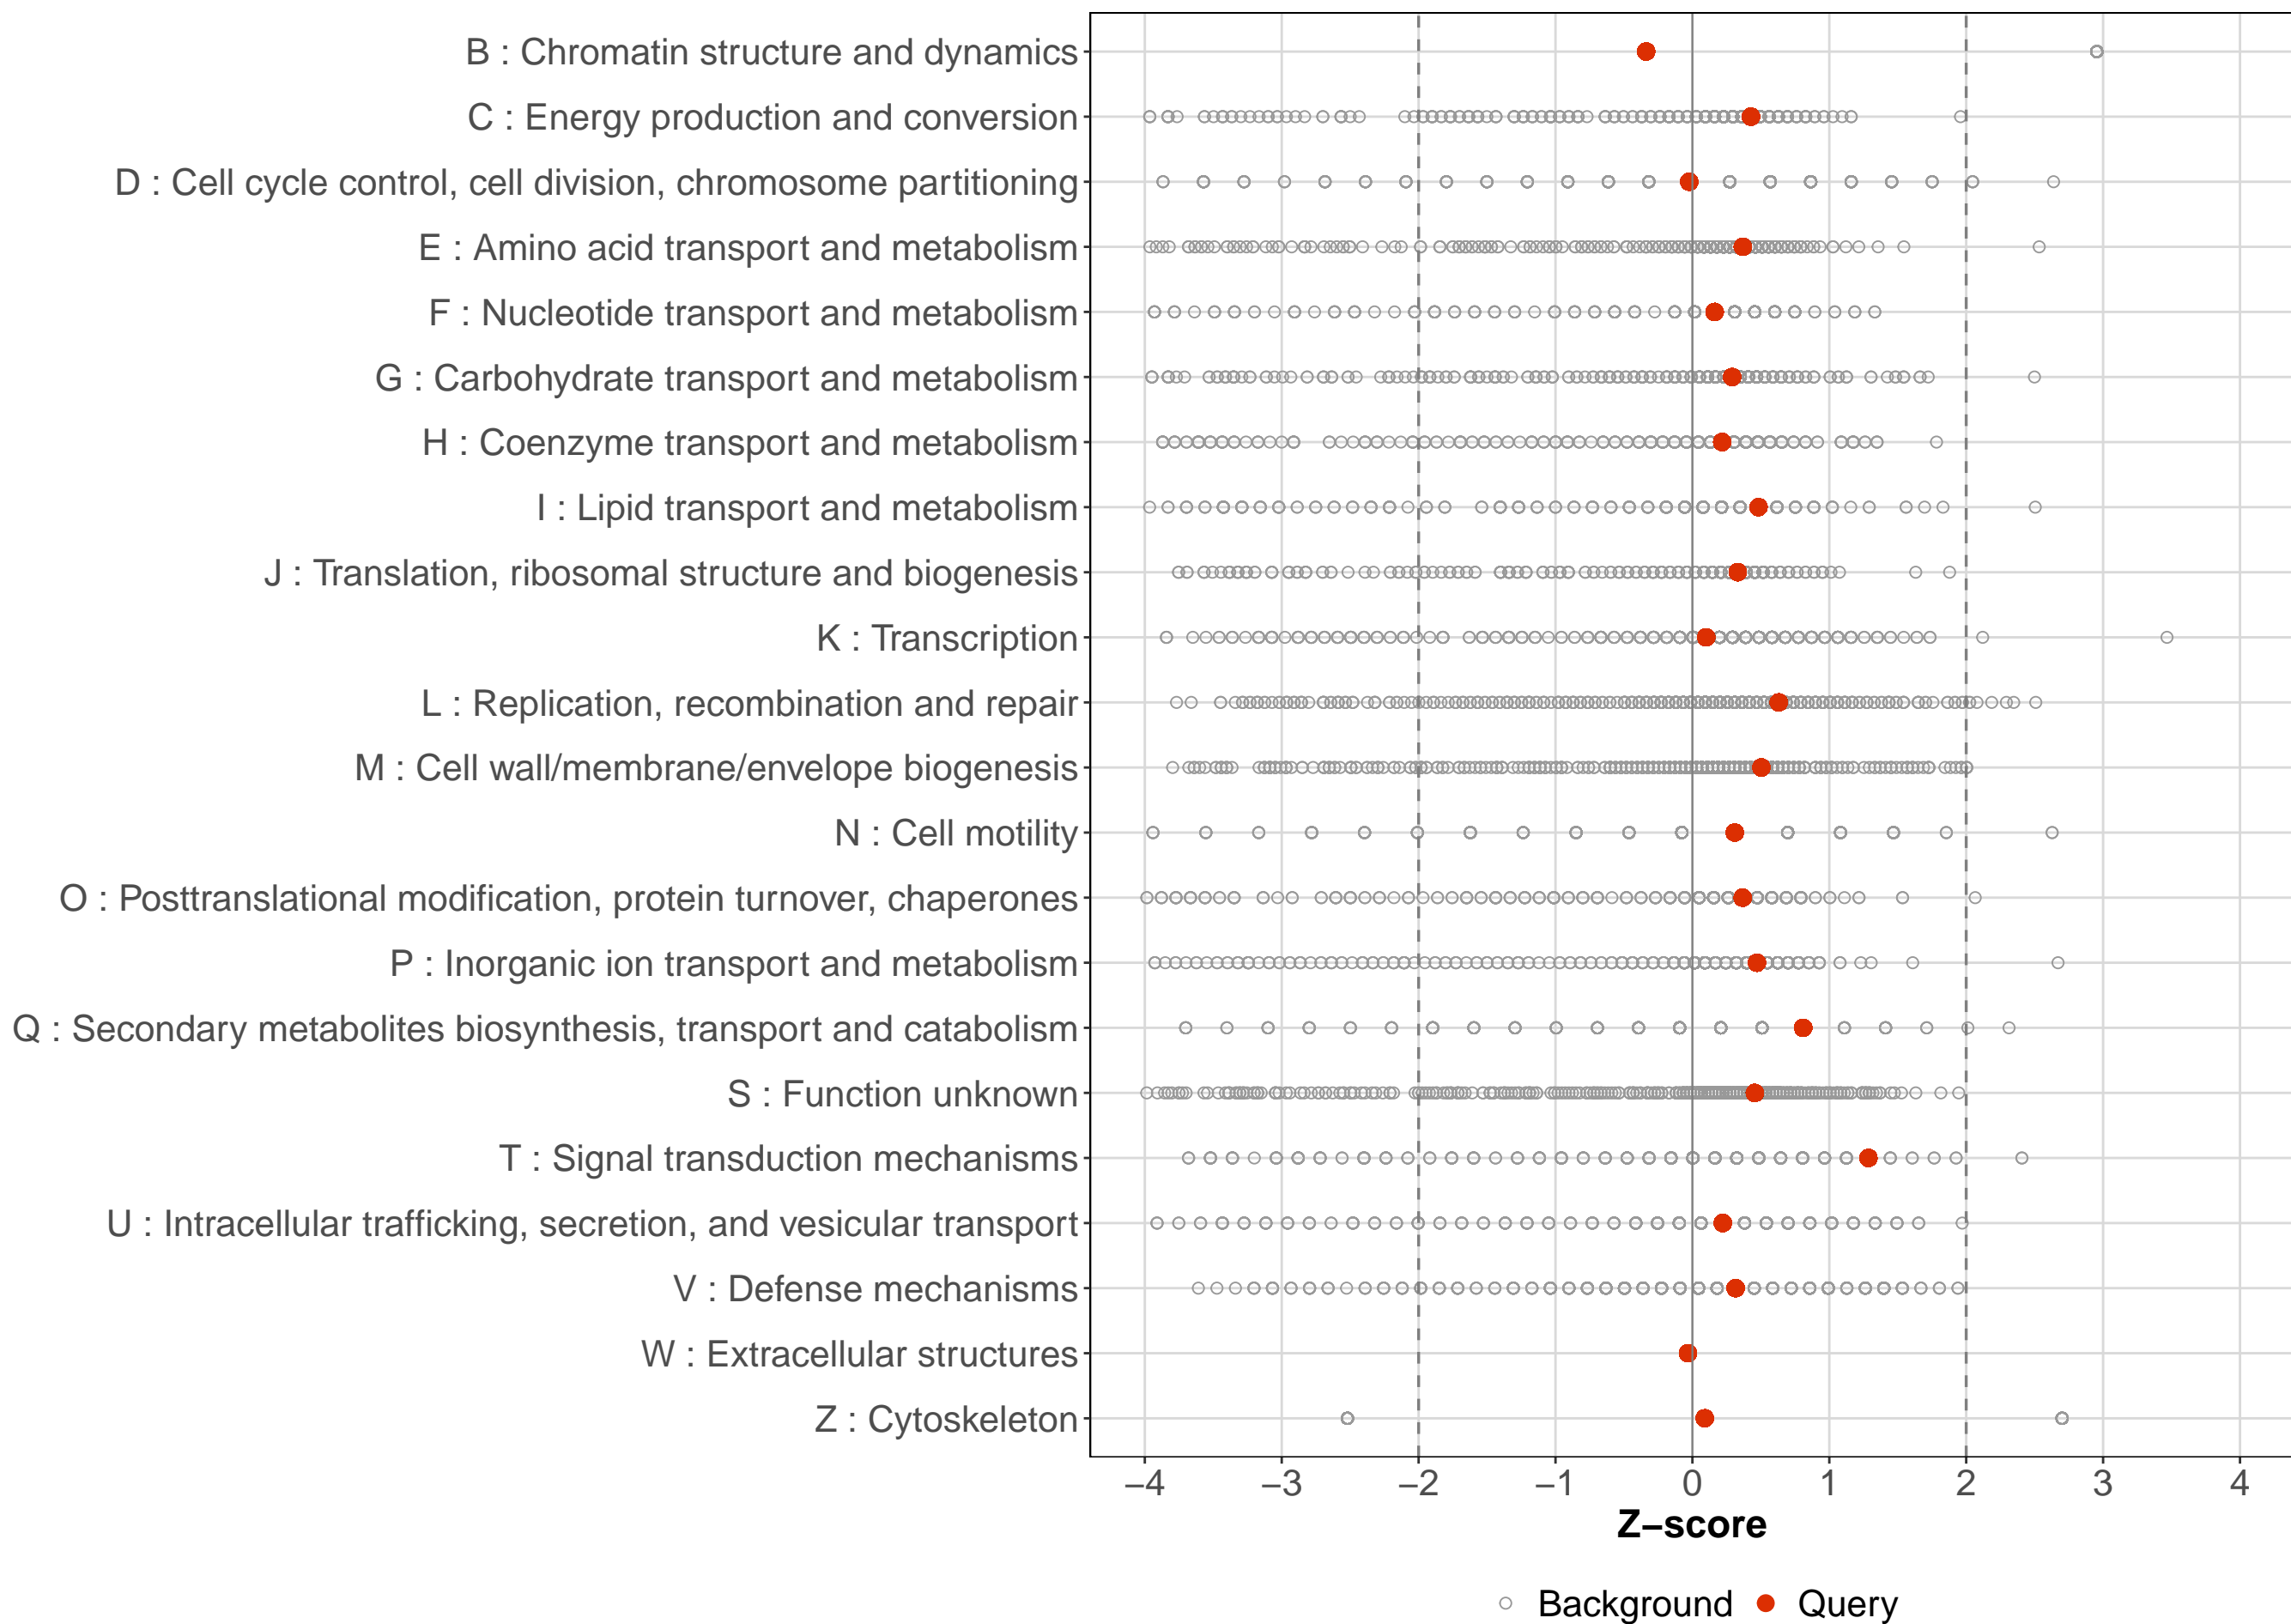 B : Chromatin structure and dynamics
C : Energy production and conversion
D : Cell cycle control, cell division, chromosome partitioning
E : Amino acid transport and metabolism
F : Nucleotide transport and metabolism
G : Carbohydrate transport and metabolism
H : Coenzyme transport and metabolism
I : Lipid transport and metabolism
J : Translation, ribosomal structure and biogenesis
K : Transcription
L : Replication, recombination and repair
M : Cell wall/membrane/envelope biogenesis
N : Cell motility
O : Posttranslational modification, protein turnover, chaperones
P : Inorganic ion transport and metabolism
Q : Secondary metabolites biosynthesis, transport and catabolism
S : Function unknown
T : Signal transduction mechanisms
U : Intracellular trafficking, secretion, and vesicular transport
V : Defense mechanisms
W : Extracellular structures
Z : Cytoskeleton
−4 −3 −2 −1 0 1 2 3 4
Z−score
Background Query